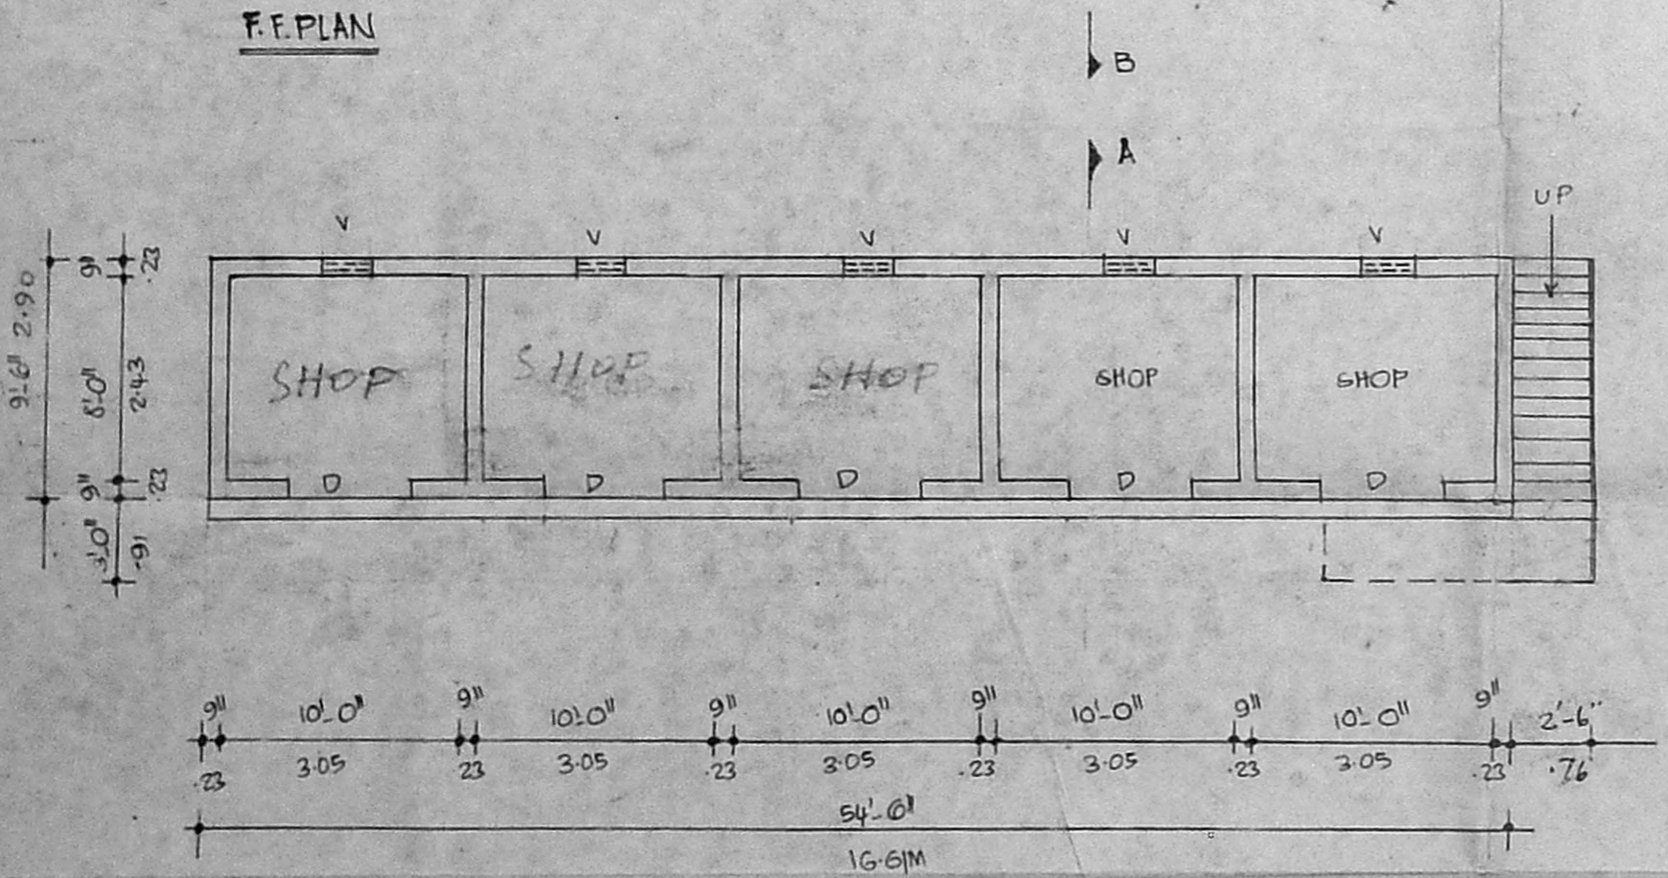 F.F.PLAN
B
A
UP
V V V V V
9" .23
9'-6" 2.90
8'-0" 2.43
9" .23
3'-0" .91
SHOP SHOP SHOP SHOP SHOP
D D D D D
9" 10'-0" 9" 10'-0" 9" 10'-0" 9" 10'-0" 9" 10'-0" 9" 2'-6"
.23 3.05 .23 3.05 .23 3.05 .23 3.05 .23 3.05 .23 .76
54'-6"
16.61M